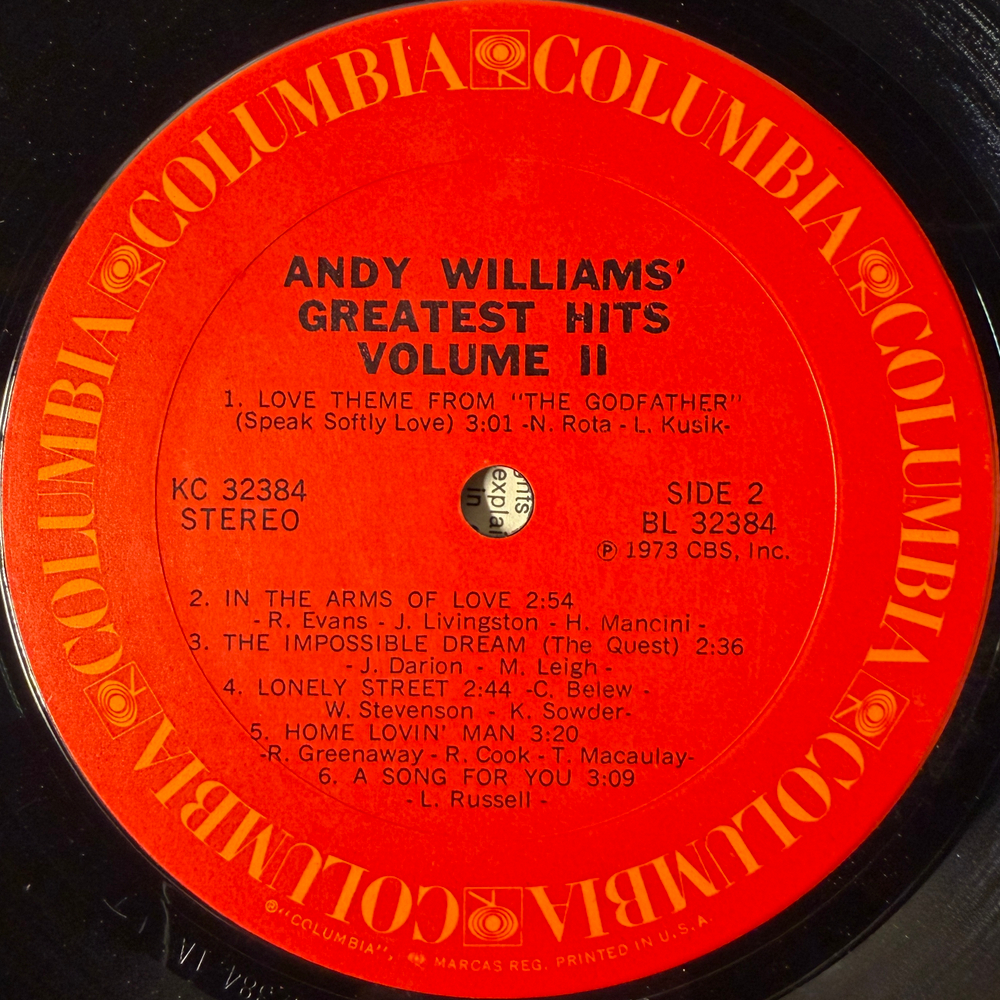 COLUMBIA COLUMBIA COLUMBIA COLUMBIA COLUMBIA COLUMBIA
ANDY WILLIAMS'
GREATEST HITS
VOLUME II
1. LOVE THEME FROM "THE GODFATHER"
(Speak Softly Love) 3:01 -N. Rota - L. Kusik-
KC 32384
STEREO
SIDE 2
BL 32384
Ⓟ 1973 CBS, Inc.
nts
explai
in
2. IN THE ARMS OF LOVE 2:54
- R. Evans - J. Livingston - H. Mancini -
3. THE IMPOSSIBLE DREAM (The Quest) 2:36
- J. Darion - M. Leigh -
4. LONELY STREET 2:44 -C. Belew -
W. Stevenson - K. Sowder-
5. HOME LOVIN' MAN 3:20
-R. Greenaway - R. Cook - T. Macaulay-
6. A SONG FOR YOU 3:09
- L. Russell -
®"COLUMBIA", MARCAS REG. PRINTED IN U.S.A.